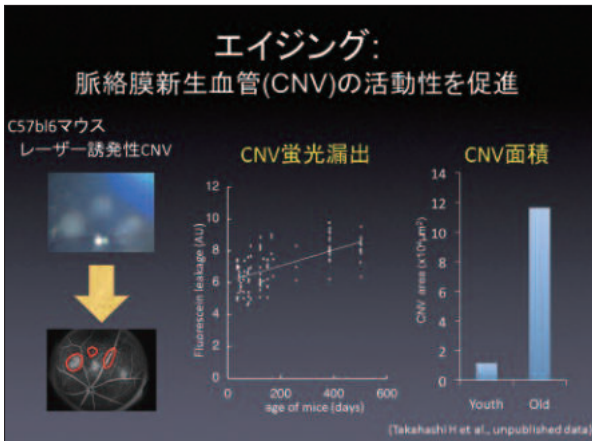 エイジング:
脈絡膜新生血管(CNV)の活動性を促進
C57bl6マウス
レーザー誘発性CNV
CNV蛍光漏出
Fluorescein leakage (AU)
12
10
8
6
4
2
0
0
200
400
600
age of mice (days)
CNV面積
CNV area (x10⁴μm²)
14
12
10
8
6
4
2
0
Youth
Old
(Takahashi H et al., unpublished data)